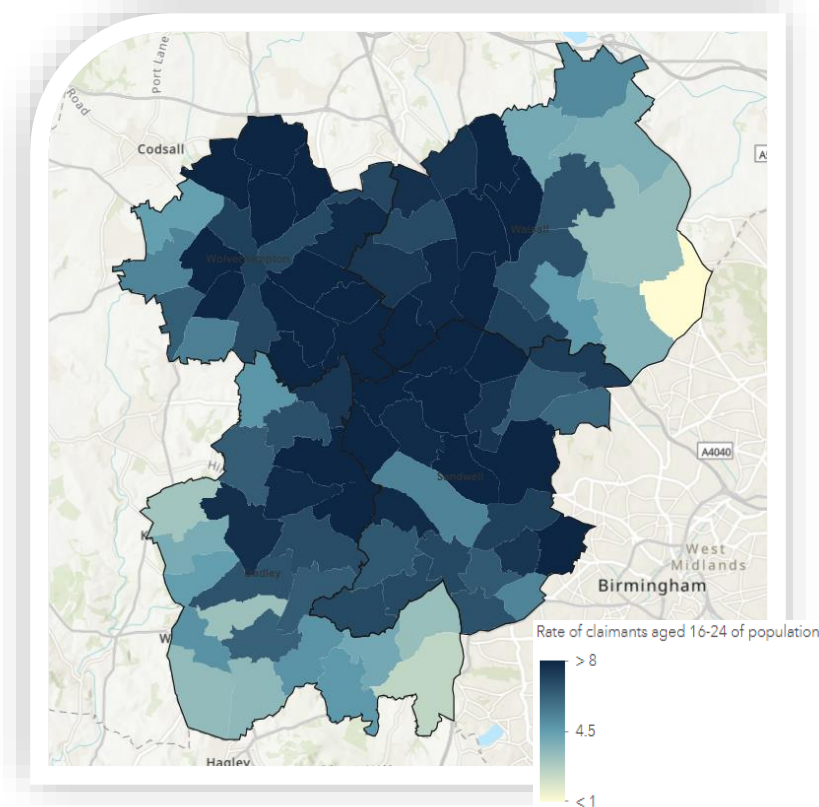 Port Lane
Road
Codsall
Walsall
Wolverhampton
A4040
Sandwell
West
Midlands
Birmingham
Dudley
Hagley
Rate of claimants aged 16-24 of population
> 8
4.5
< 1